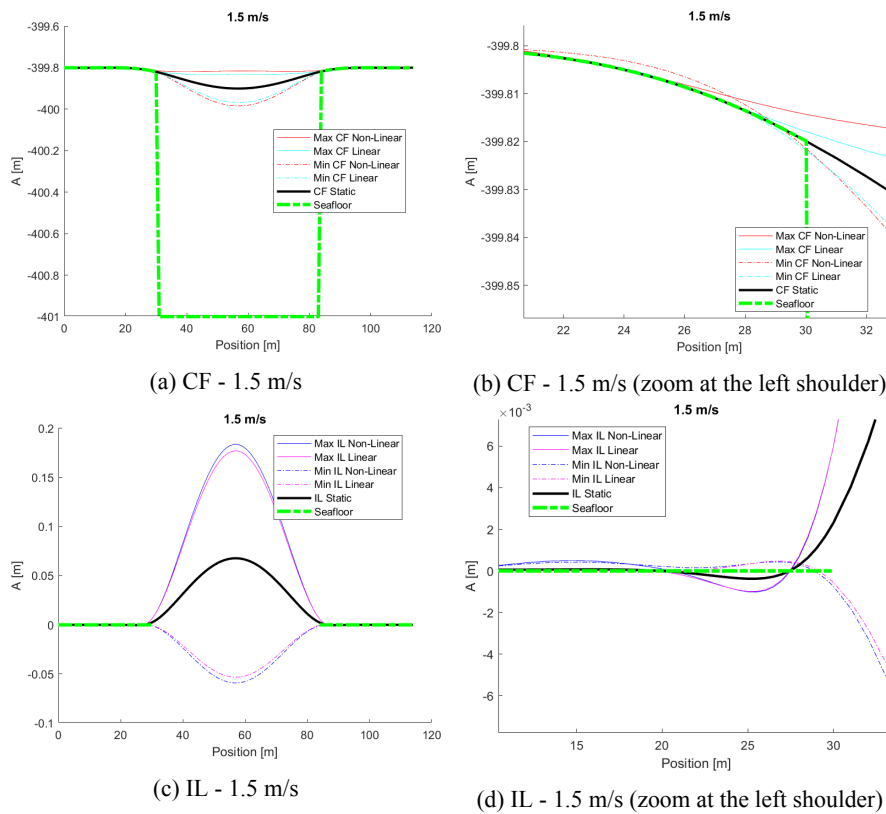 1.5 m/s
-399.6
-399.8
-400
-400.2
-400.4
-400.6
-400.8
-401
A [m]
Max CF Non-Linear
Max CF Linear
Min CF Non-Linear
Min CF Linear
CF Static
Seafloor
0 20 40 60 80 100 120
Position [m]
(a) CF - 1.5 m/s
1.5 m/s
-399.8
-399.81
-399.82
-399.83
-399.84
-399.85
A [m]
Max CF Non-Linear
Max CF Linear
Min CF Non-Linear
Min CF Linear
CF Static
Seafloor
22 24 26 28 30 32
Position [m]
(b) CF - 1.5 m/s (zoom at the left shoulder)
1.5 m/s
0.2
0.15
0.1
0.05
0
-0.05
-0.1
A [m]
Max IL Non-Linear
Max IL Linear
Min IL Non-Linear
Min IL Linear
IL Static
Seafloor
0 20 40 60 80 100 120
Position [m]
(c) IL - 1.5 m/s
1.5 m/s
×10⁻³
6
4
2
0
-2
-4
-6
A [m]
Max IL Non-Linear
Max IL Linear
Min IL Non-Linear
Min IL Linear
IL Static
Seafloor
15 20 25 30
Position [m]
(d) IL - 1.5 m/s (zoom at the left shoulder)